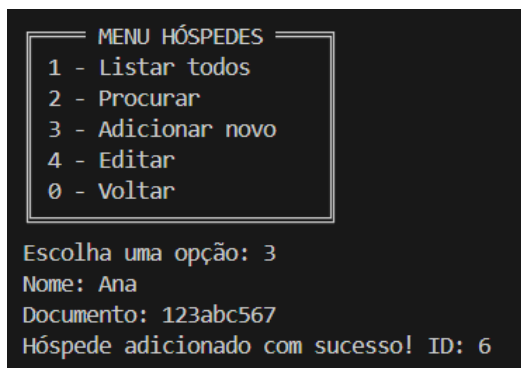 MENU HÓSPEDES
1 - Listar todos
2 - Procurar
3 - Adicionar novo
4 - Editar
0 - Voltar
Escolha uma opção: 3
Nome: Ana
Documento: 123abc567
Hóspede adicionado com sucesso! ID: 6